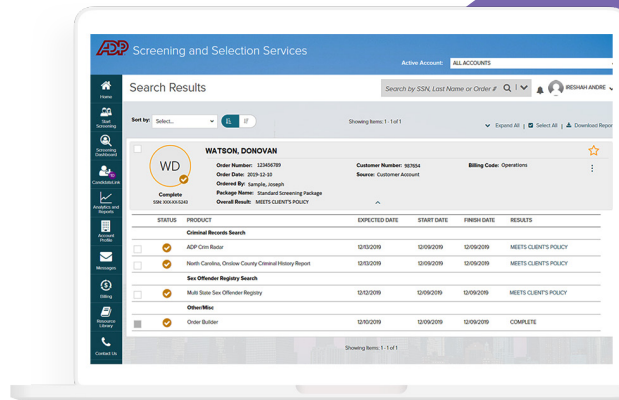 ADP Screening and Selection Services
Active Account: ALL ACCOUNTS
Home
Start Screening
Screening Dashboard
CandidateLink
Analytics and Reports
Account Profile
Messages
Billing
Resource Library
Contact Us
Search Results
Search by SSN, Last Name or Order #
IRESHAH ANDRE
Sort by: Select...
Showing Items: 1 - 1 of 1
Expand All | Select All | Download Repor
WD
Complete
SSN: XXX-XX-5243
WATSON, DONOVAN
Order Number: 123456789
Order Date: 2019-12-10
Ordered By: Sample, Joseph
Package Name: Standard Screening Package
Overall Result: MEETS CLIENT'S POLICY
Customer Number: 987654
Source: Customer Account
Billing Code: Operations
STATUS PRODUCT EXPECTED DATE START DATE FINISH DATE RESULTS
Criminal Records Search
ADP Crim Radar 12/13/2019 12/09/2019 12/09/2019 MEETS CLIENT'S POLICY
North Carolina, Onslow County Criminal History Report 12/13/2019 12/09/2019 12/09/2019 MEETS CLIENT'S POLICY
Sex Offender Registry Search
Multi State Sex Offender Registry 12/12/2019 12/09/2019 12/09/2019 MEETS CLIENT'S POLICY
Other/Misc
Order Builder 12/10/2019 12/09/2019 12/09/2019 COMPLETE
Showing Items: 1 - 1 of 1